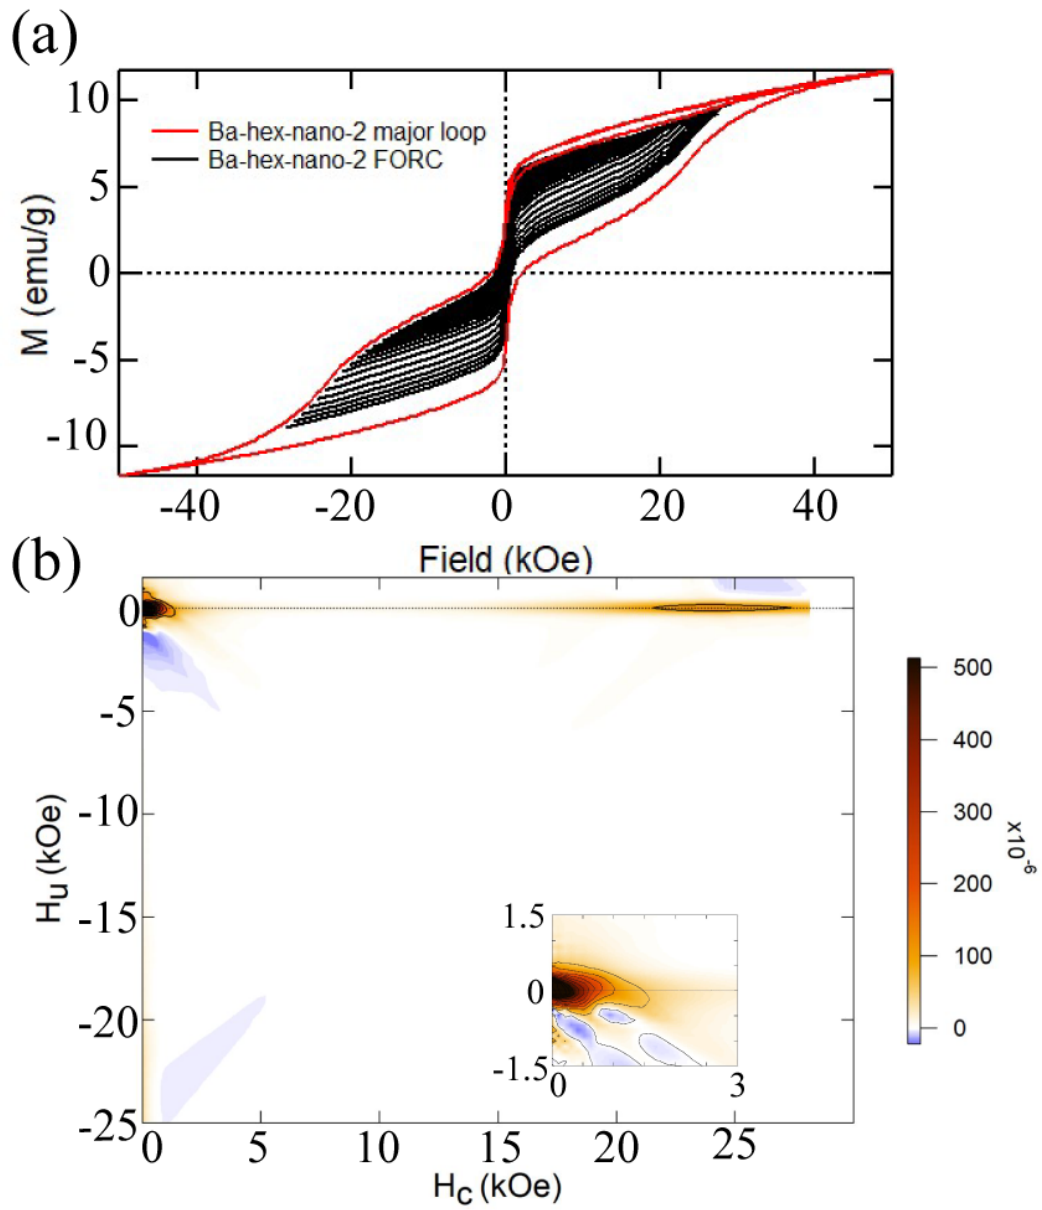 (a)
10
5
0
-5
-10
M (emu/g)
Ba-hex-nano-2 major loop
Ba-hex-nano-2 FORC
-40 -20 0 20 40
Field (kOe)
(b)
0
-5
-10
-15
-20
-25
Hu (kOe)
1.5
0
-1.5
0 3
0 5 10 15 20 25
Hc (kOe)
500
400
300
200
100
0
x10-6